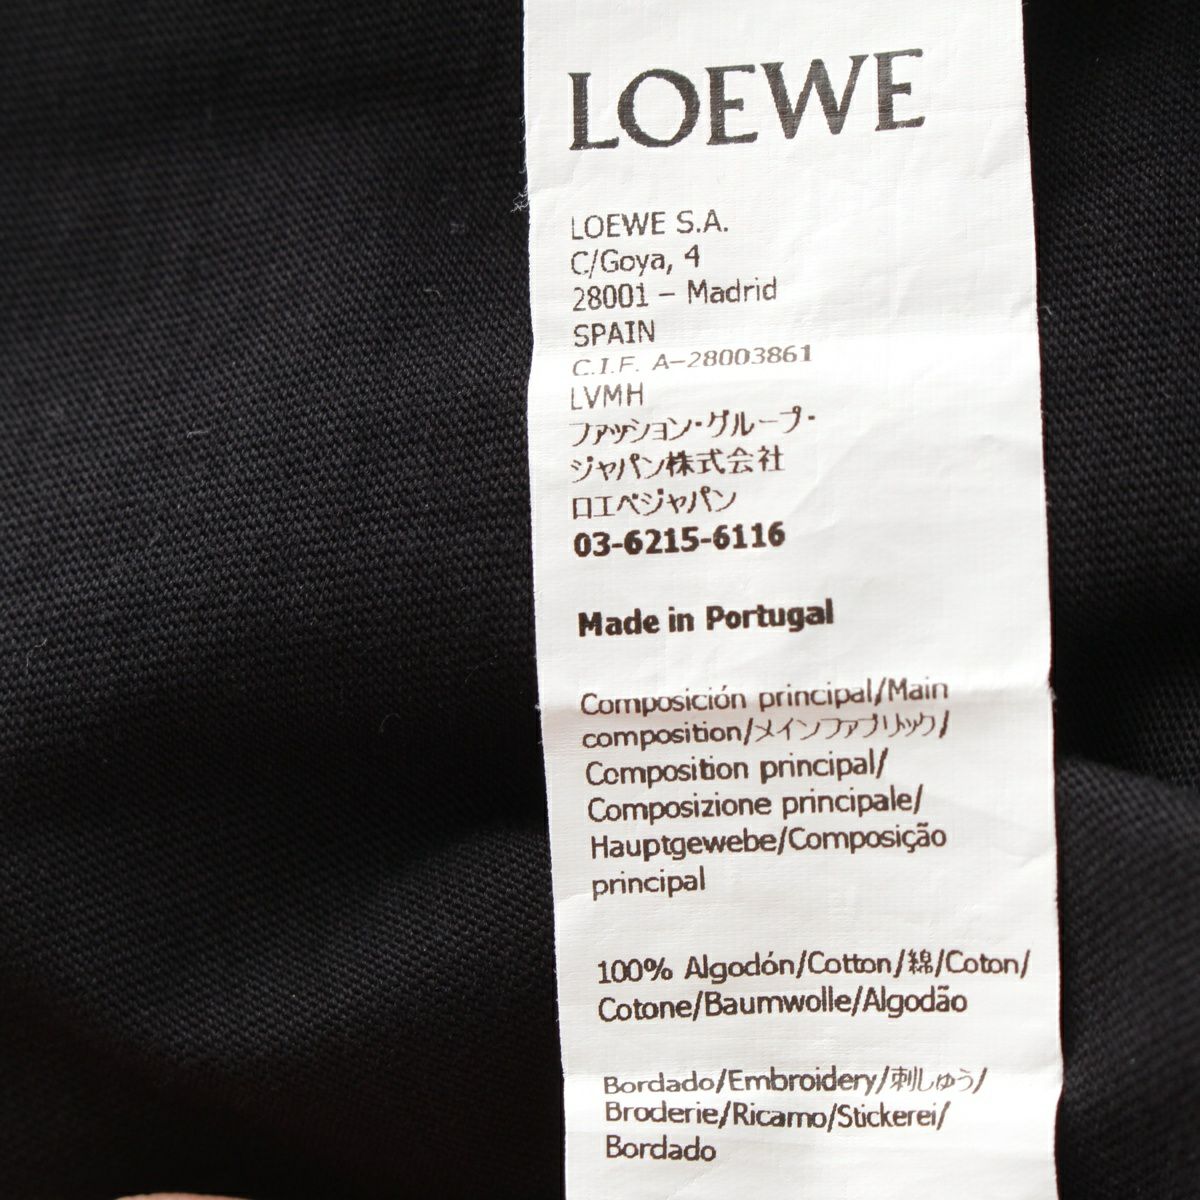 LOEWE
LOEWE S.A.
C/Goya, 4
28001 – Madrid
SPAIN
C.I.F. A-28003861
LVMH
ファッション・グループ・
ジャパン株式会社
ロエベジャパン
03-6215-6116
Made in Portugal
Composición principal/Main
composition/メインファブリック/
Composition principal/
Composizione principale/
Hauptgewebe/Composição
principal
100% Algodón/Cotton/綿/Coton/
Cotone/Baumwolle/Algodão
Bordado/Embroidery/刺しゅう/
Broderie/Ricamo/Stickerei/
Bordado